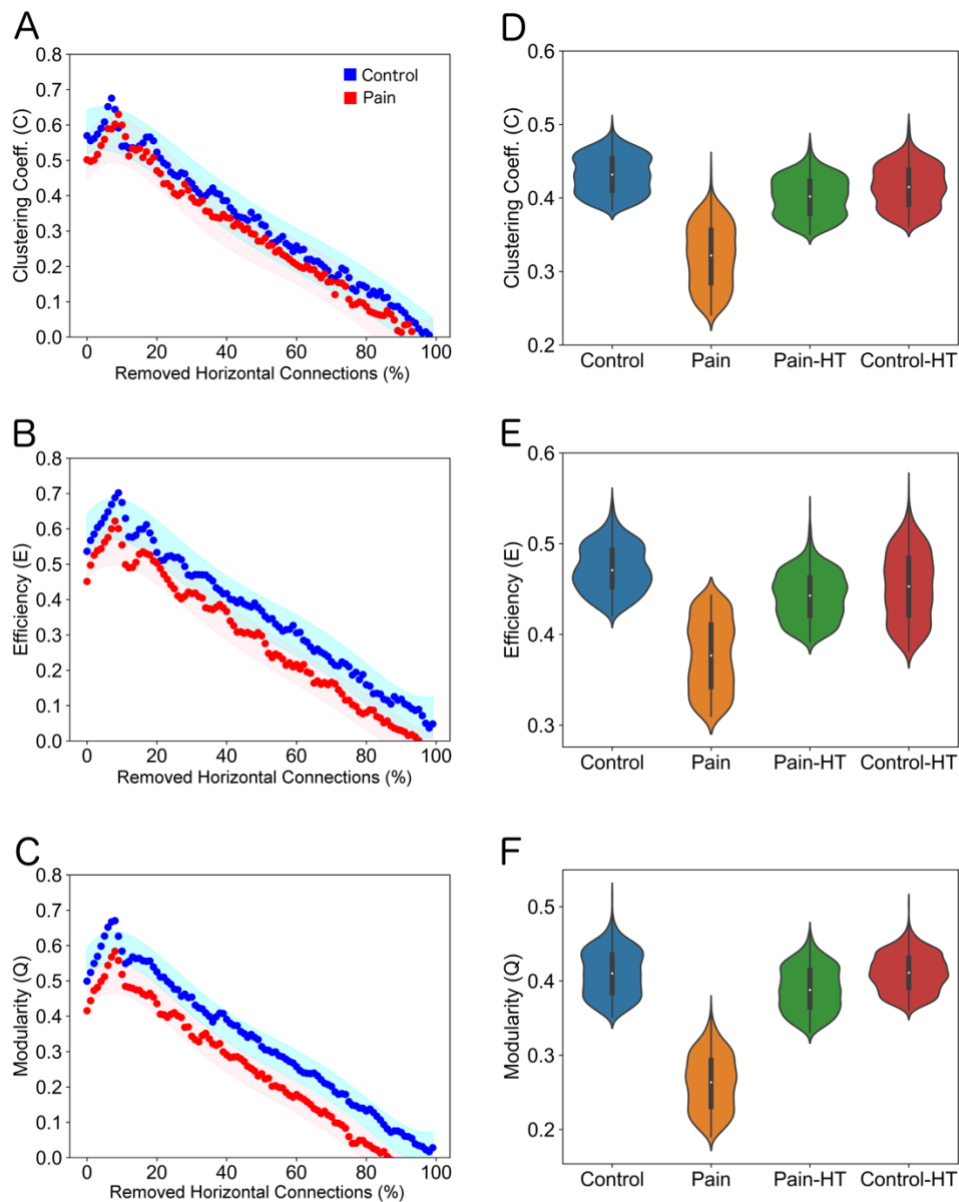 A
0.8
0.7
0.6
0.5
0.4
0.3
0.2
0.1
0.0
Clustering Coeff. (C)
Control
Pain
0 20 40 60 80 100
Removed Horizontal Connections (%)
D
0.6
0.5
0.4
0.3
0.2
Clustering Coeff. (C)
Control Pain Pain-HT Control-HT
B
0.8
0.7
0.6
0.5
0.4
0.3
0.2
0.1
0.0
Efficiency (E)
0 20 40 60 80 100
Removed Horizontal Connections (%)
E
0.6
0.5
0.4
0.3
Efficiency (E)
Control Pain Pain-HT Control-HT
C
0.8
0.7
0.6
0.5
0.4
0.3
0.2
0.1
0.0
Modularity (Q)
0 20 40 60 80 100
Removed Horizontal Connections (%)
F
0.5
0.4
0.3
0.2
Modularity (Q)
Control Pain Pain-HT Control-HT